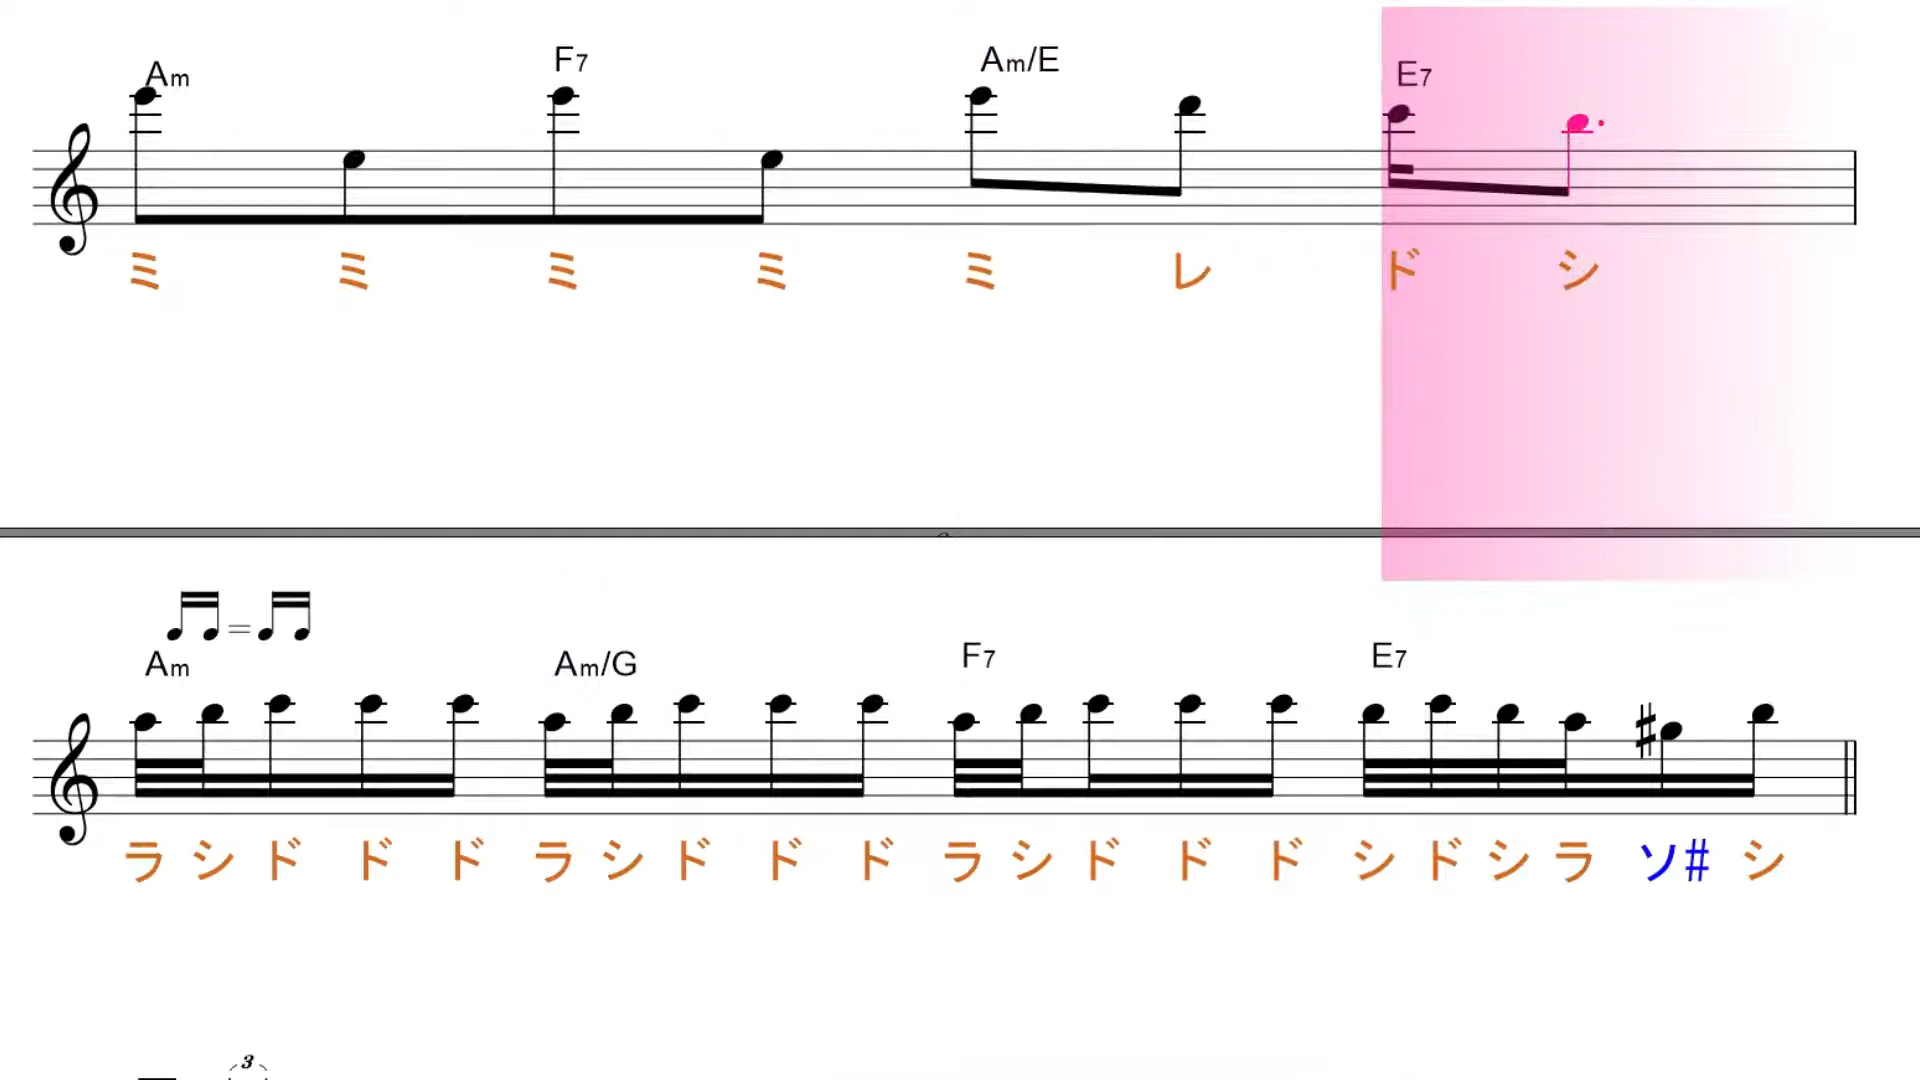 Am F7 Am/E E7
ミ ミ ミ ミ ミ レ ド シ
Am Am/G F7 E7
ラ シ ド ド ド ラ シ ド ド ド ラ シ ド ド ド シ ド シ ラ ソ# シ
3